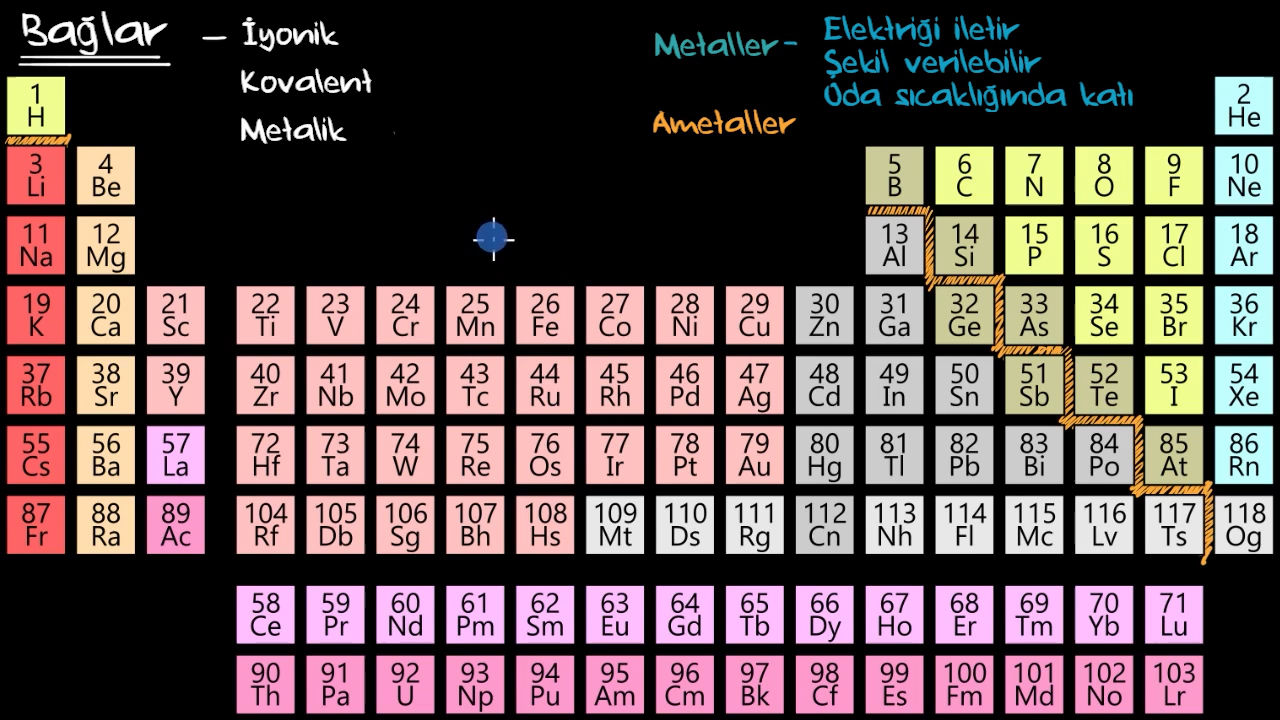 Bağlar – İyonik
Kovalent
Metalik
Metaller - Elektriği iletir
Şekil verilebilir
Oda sıcaklığında katı
Ametaller
1 2
H He
3 4 5 6 7 8 9 10
Li Be B C N O F Ne
11 12 13 14 15 16 17 18
Na Mg Al Si P S Cl Ar
19 20 21 22 23 24 25 26 27 28 29 30 31 32 33 34 35 36
K Ca Sc Ti V Cr Mn Fe Co Ni Cu Zn Ga Ge As Se Br Kr
37 38 39 40 41 42 43 44 45 46 47 48 49 50 51 52 53 54
Rb Sr Y Zr Nb Mo Tc Ru Rh Pd Ag Cd In Sn Sb Te I Xe
55 56 57 72 73 74 75 76 77 78 79 80 81 82 83 84 85 86
Cs Ba La Hf Ta W Re Os Ir Pt Au Hg Tl Pb Bi Po At Rn
87 88 89 104 105 106 107 108 109 110 111 112 113 114 115 116 117 118
Fr Ra Ac Rf Db Sg Bh Hs Mt Ds Rg Cn Nh Fl Mc Lv Ts Og
58 59 60 61 62 63 64 65 66 67 68 69 70 71
Ce Pr Nd Pm Sm Eu Gd Tb Dy Ho Er Tm Yb Lu
90 91 92 93 94 95 96 97 98 99 100 101 102 103
Th Pa U Np Pu Am Cm Bk Cf Es Fm Md No Lr